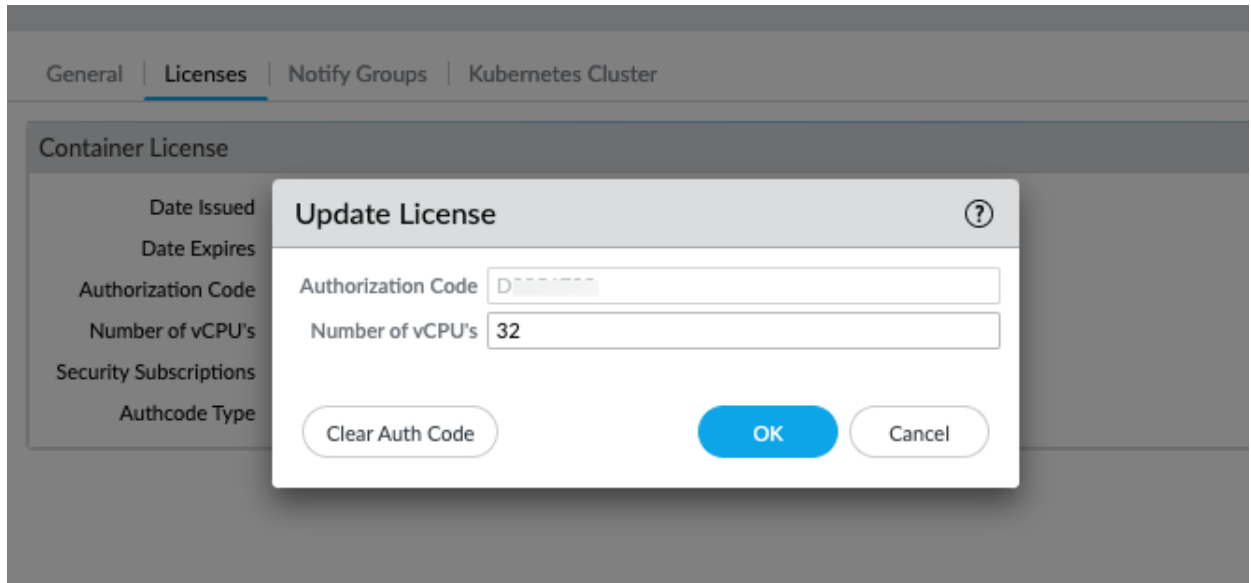 General | Licenses | Notify Groups | Kubernetes Cluster
Container License
Date Issued
Date Expires
Authorization Code
Number of vCPU's
Security Subscriptions
Authcode Type
Update License ?
Authorization Code
Number of vCPU's 32
Clear Auth Code OK Cancel